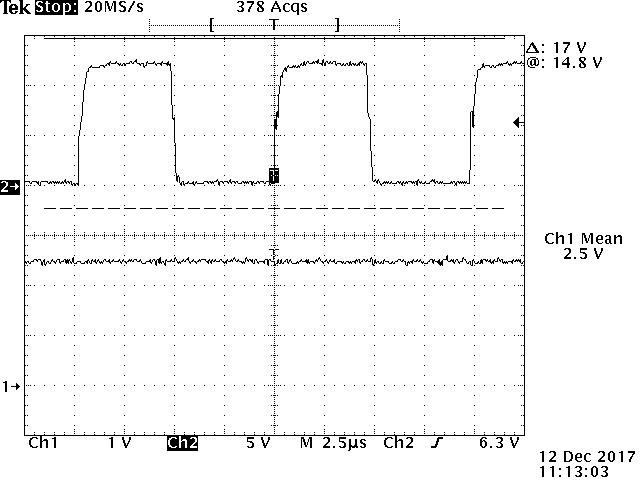 Tek Stop: 20MS/s 378 Acqs
[ T ]
Δ: 17 V
@: 14.8 V
2→
Ch1 Mean
2.5 V
1→
Ch1 1 V Ch2 5 V M 2.5µs Ch2 6.3 V
12 Dec 2017
11:13:03